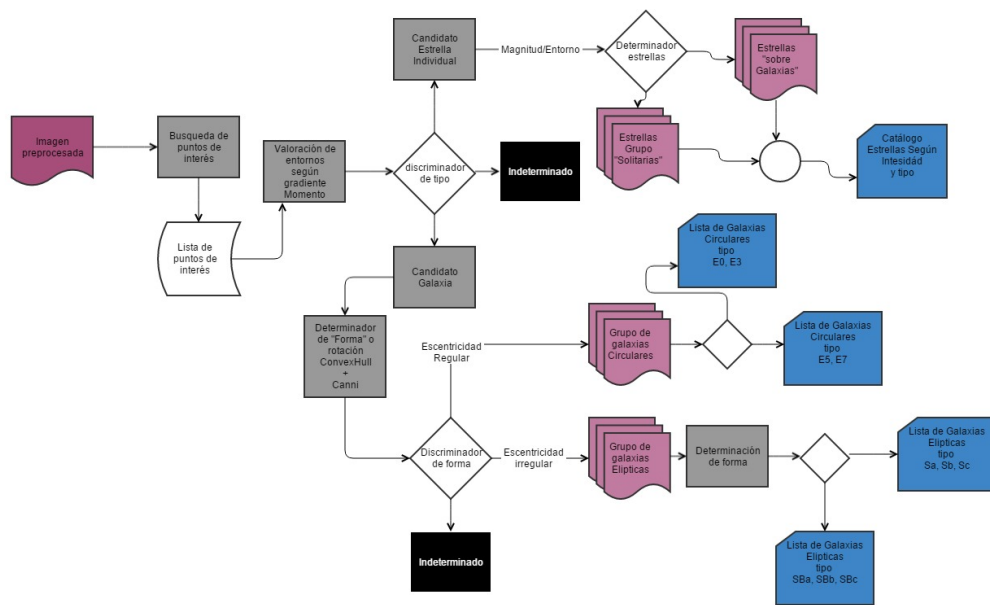 Candidato
Estrella
Individual
Magnitud/Entorno
Determinador
estrellas
Estrellas
"sobre
Galaxias"
Imagen
preprocesada
Busqueda de
puntos de
interés
Valoración de
entornos
según
gradiente
Momento
discriminador
de tipo
Indeterminado
Estrellas
Grupo
"Solitarias"
Catálogo
Estrellas Según
Intesidád
y tipo
Lista de
puntos de
interés
Candidato
Galaxia
Lista de Galaxias
Circulares
tipo
E0, E3
Determinador
de "Forma" o
rotación
ConvexHull
+
Canni
Escentricidad
Regular
Grupo de
galaxias
Circulares
Lista de Galaxias
Circulares
tipo
E5, E7
Discriminador
de forma
Escentricidad
irregular
Grupo de
galaxias
Elipticas
Determinación
de forma
Lista de Galaxias
Elipticas
tipo
Sa, Sb, Sc
Indeterminado
Lista de Galaxias
Elipticas
tipo
SBa, SBb, SBc